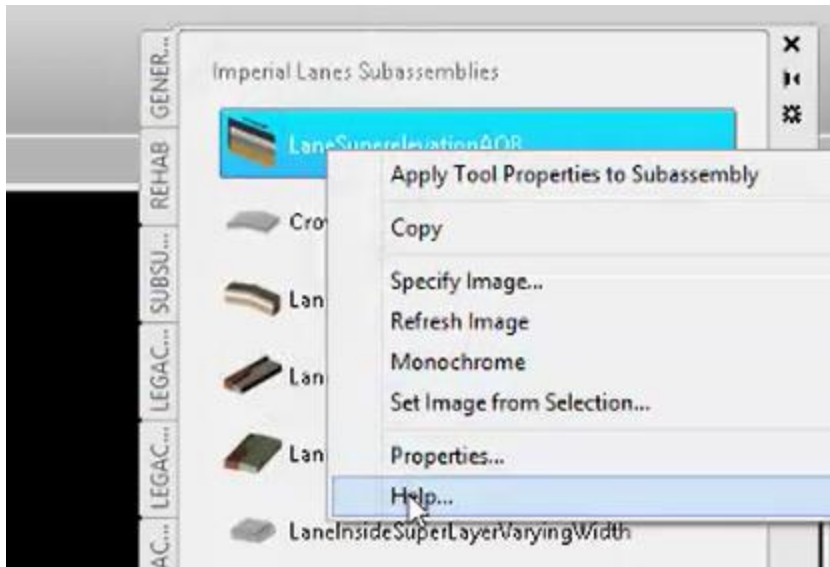 GENER...
REHAB
SUBSU...
LEGAC...
LEGAC...
AC...
Imperial Lanes Subassemblies
LaneSuperelevationAOR
Cro
Lan
Lan
Lan
LaneInsideSuperLayerVaryingWidth
Apply Tool Properties to Subassembly
Copy
Specify Image...
Refresh Image
Monochrome
Set Image from Selection...
Properties...
Help...